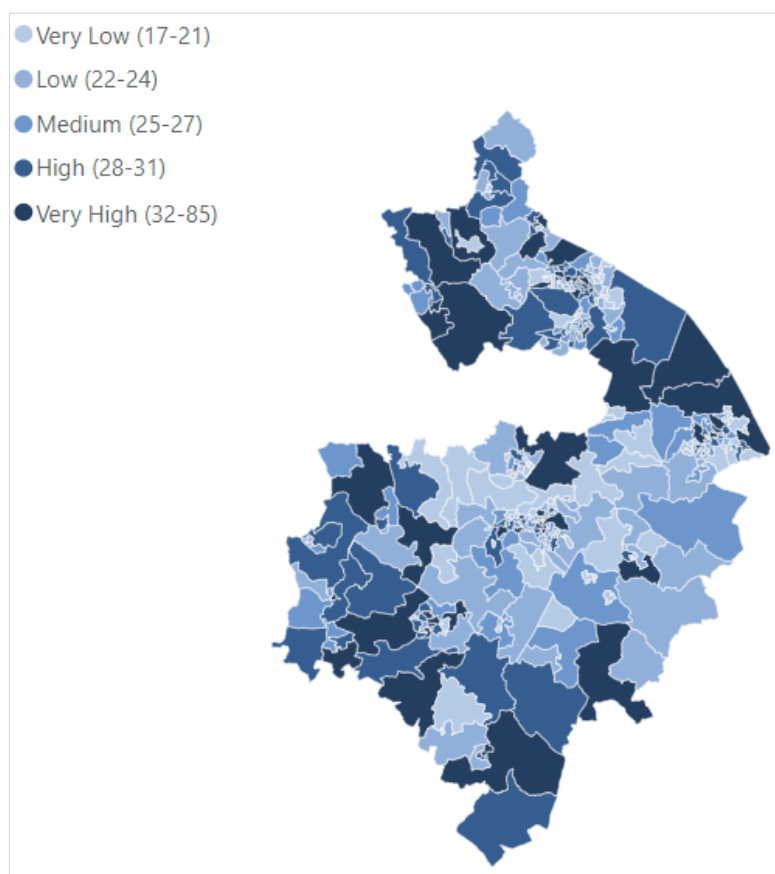 Very Low (17-21)
Low (22-24)
Medium (25-27)
High (28-31)
Very High (32-85)